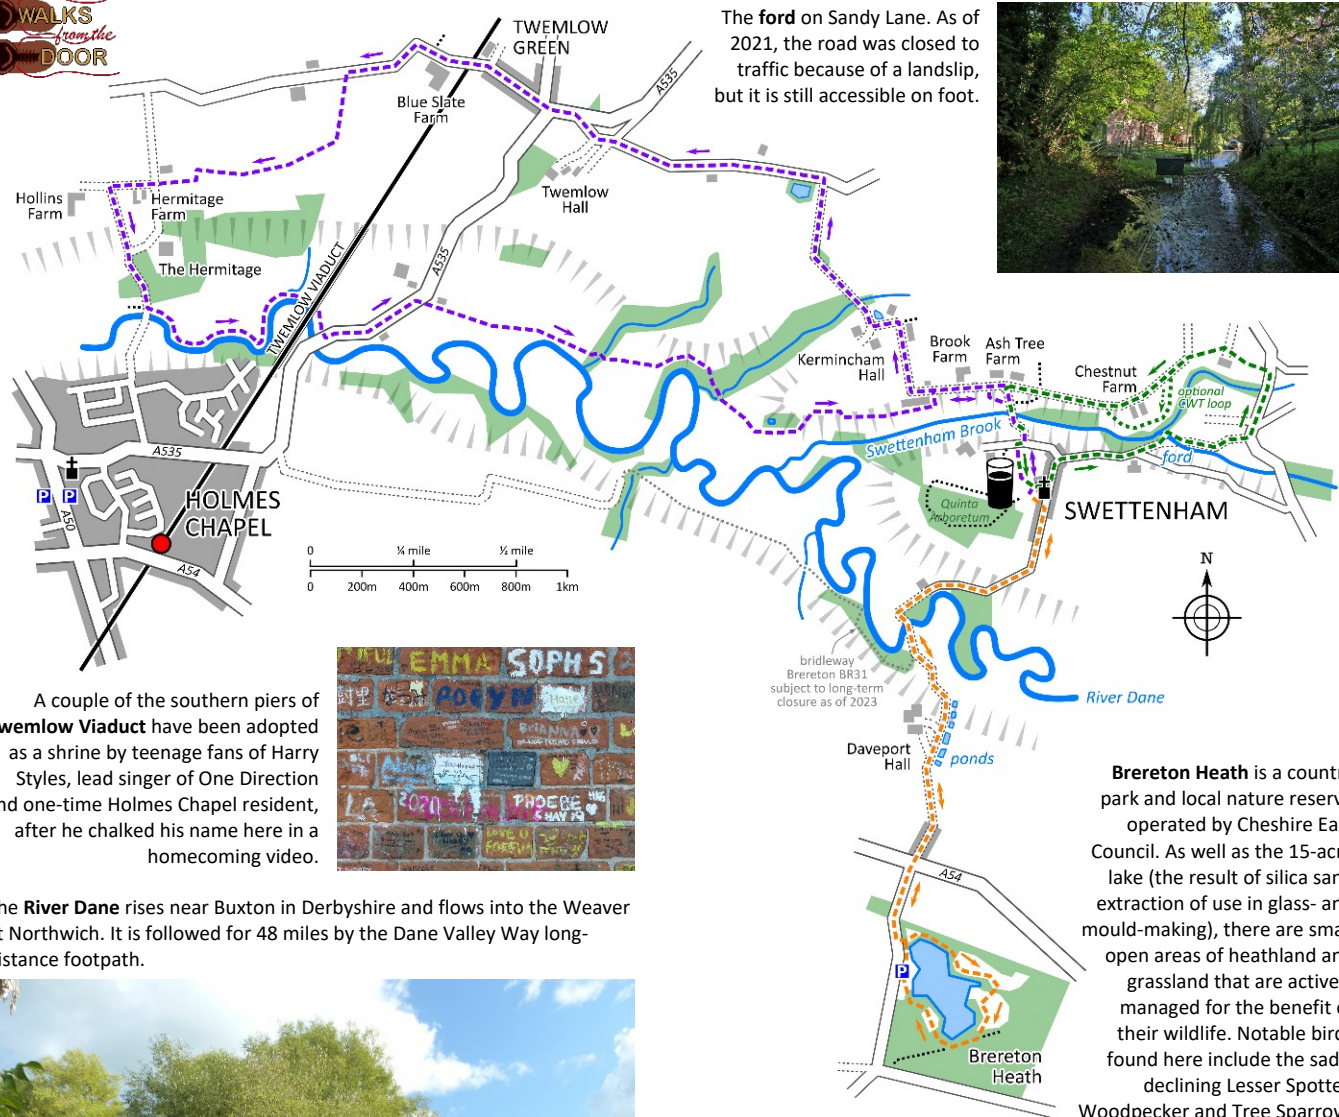 WALKS
from the
DOOR
TWEMLOW
GREEN
The ford on Sandy Lane. As of
2021, the road was closed to
traffic because of a landslip,
but it is still accessible on foot.
A535
Blue Slate
Farm
Twemlow
Hall
Hollins
Farm
Hermitage
Farm
The Hermitage
TWEMLOW VIADUCT
A535
Kermincham
Hall
Brook
Farm
Ash Tree
Farm
Chestnut
Farm
optional
CWT loop
Swettenham Brook
ford
Quinta
Arboretum
SWETTENHAM
A535
P P
A50
HOLMES
CHAPEL
A54
0 ¼ mile ½ mile
0 200m 400m 600m 800m 1km
N
bridleway
Brereton BR31
subject to long-term
closure as of 2023
River Dane
Daveport
Hall
ponds
A54
P
Brereton
Heath
A couple of the southern piers of
wemlow Viaduct have been adopted
as a shrine by teenage fans of Harry
Styles, lead singer of One Direction
nd one-time Holmes Chapel resident,
after he chalked his name here in a
homecoming video.
EMMA SOPH S
ROBYN
BRIANNA
2020
PHOEBE
LOVE U
FOREVER
he River Dane rises near Buxton in Derbyshire and flows into the Weaver
t Northwich. It is followed for 48 miles by the Dane Valley Way long-
istance footpath.
Brereton Heath is a countr
park and local nature reserv
operated by Cheshire Ea
Council. As well as the 15-acr
lake (the result of silica san
extraction of use in glass- an
mould-making), there are sma
open areas of heathland an
grassland that are active
managed for the benefit o
their wildlife. Notable bird
found here include the sad
declining Lesser Spotte
Woodpecker and Tree Sparrow